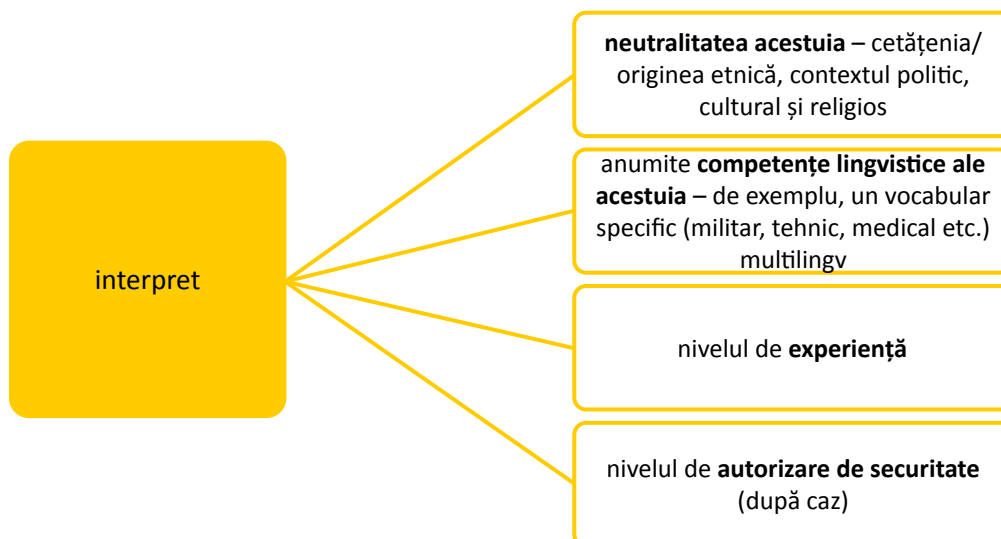 neutralitatea acestuia – cetățenia/
originea etnică, contextul politic,
cultural și religios
anumite competențe lingvistice ale
acestuia – de exemplu, un vocabular
specific (militar, tehnic, medical etc.)
multilingv
interpret
nivelul de experiență
nivelul de autorizare de securitate
(după caz)